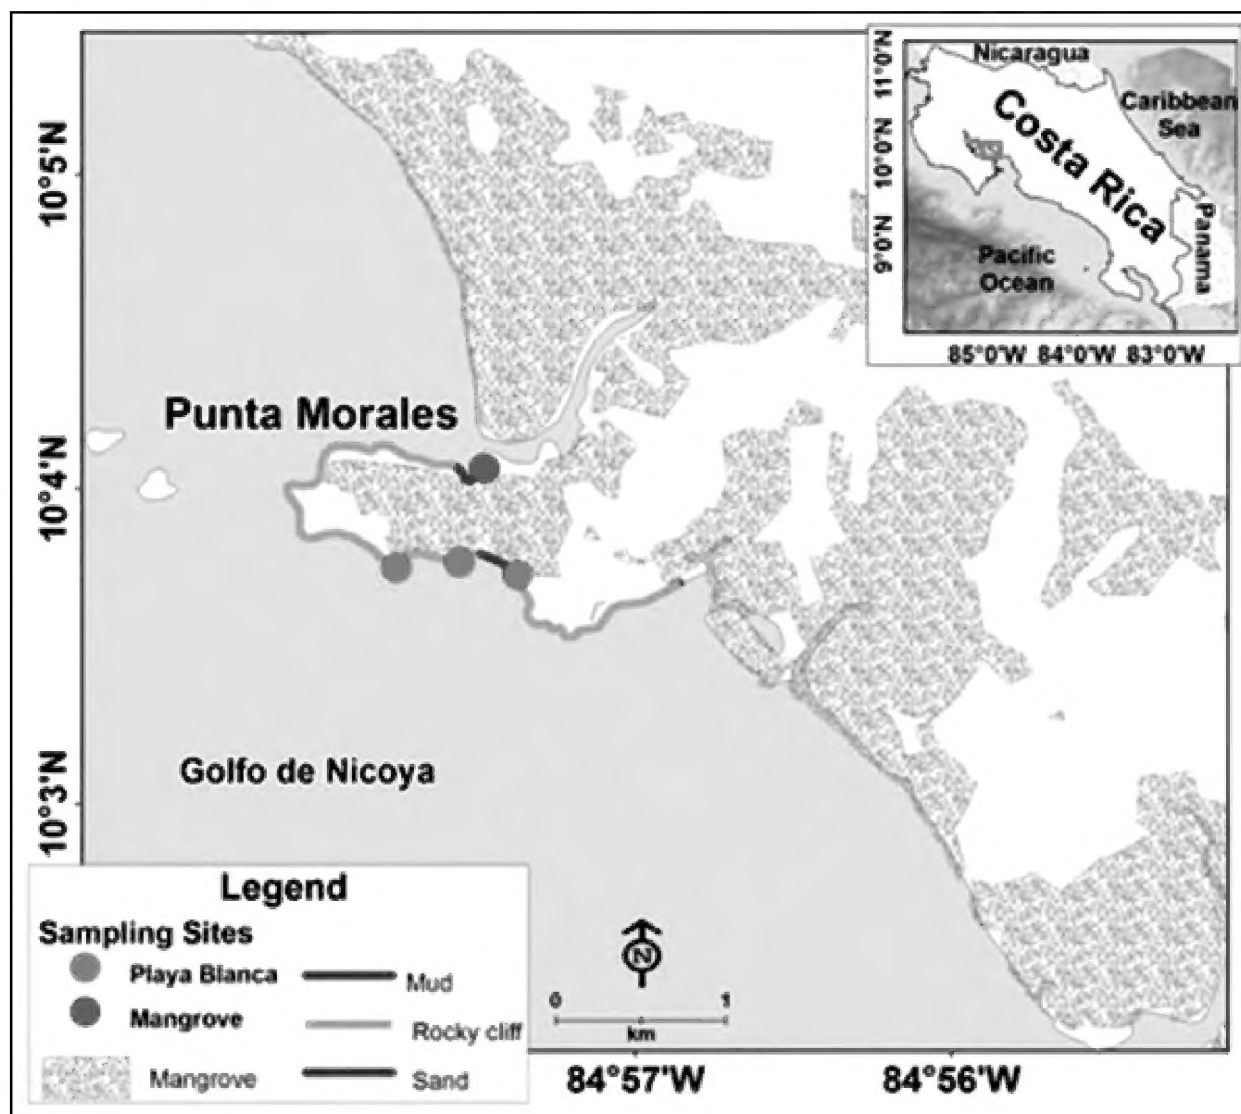 Nicaragua
Caribbean
Sea
Costa Rica
Panama
Pacific
Ocean
11°0'N
10°0'N
9°0'N
85°0'W 84°0'W 83°0'W
10°5'N
Punta Morales
10°4'N
Golfo de Nicoya
10°3'N
Legend
Sampling Sites
Playa Blanca
Mud
Mangrove
Rocky cliff
Mangrove
Sand
N
0 1
km
84°57'W 84°56'W